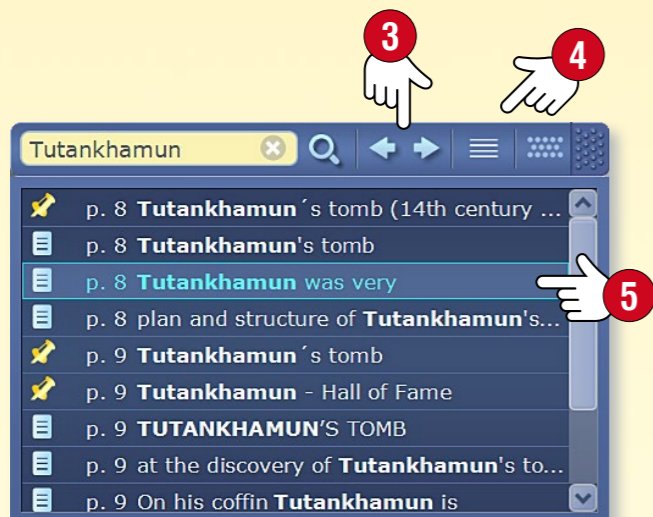 3
4
Tutankhamun
p. 8 Tutankhamun´s tomb (14th century ...
p. 8 Tutankhamun's tomb
p. 8 Tutankhamun was very
5
p. 8 plan and structure of Tutankhamun's...
p. 9 Tutankhamun´s tomb
p. 9 Tutankhamun - Hall of Fame
p. 9 TUTANKHAMUN’S TOMB
p. 9 at the discovery of Tutankhamun's to...
p. 9 On his coffin Tutankhamun is